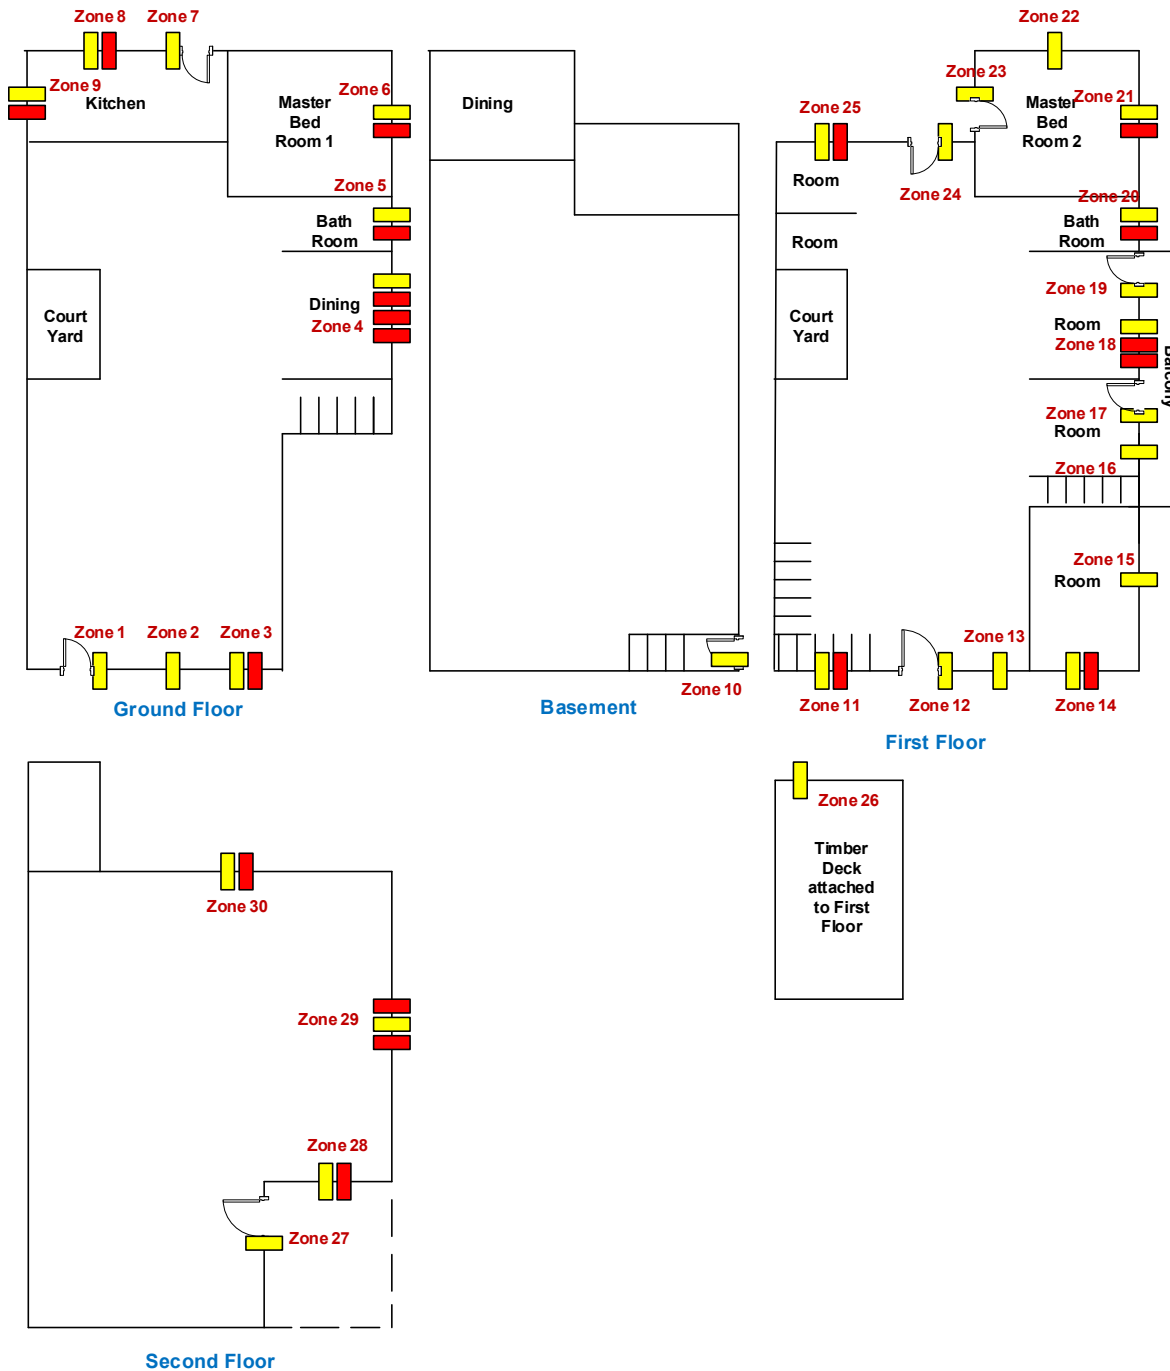 Zone 8
Zone 7
Zone 9
Kitchen
Master
Bed
Room 1
Zone 6
Zone 5
Bath
Room
Dining
Zone 4
Court
Yard
Zone 1
Zone 2
Zone 3
Ground Floor
Dining
Zone 10
Basement
Zone 22
Zone 23
Master
Bed
Room 2
Zone 21
Zone 25
Room
Zone 24
Zone 20
Bath
Room
Room
Zone 19
Court
Yard
Room
Zone 18
Balcony
Zone 17
Room
Zone 16
Zone 15
Room
Zone 13
Zone 11
Zone 12
Zone 14
First Floor
Zone 26
Timber
Deck
attached
to First
Floor
Zone 30
Zone 29
Zone 28
Zone 27
Second Floor